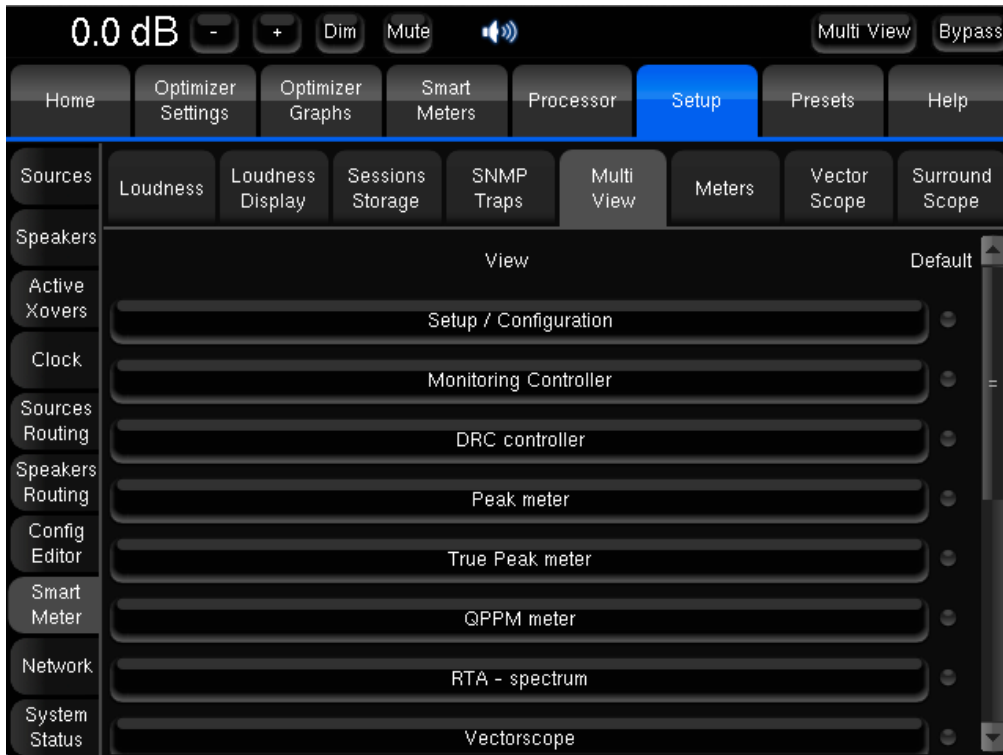 0.0 dB - + Dim Mute Multi View Bypass
Home
Optimizer
Settings
Optimizer
Graphs
Smart
Meters
Processor
Setup
Presets
Help
Sources
Speakers
Active
Xovers
Clock
Sources
Routing
Speakers
Routing
Config
Editor
Smart
Meter
Network
System
Status
Loudness
Loudness
Display
Sessions
Storage
SNMP
Traps
Multi
View
Meters
Vector
Scope
Surround
Scope
View Default
Setup / Configuration
Monitoring Controller
DRC controller
Peak meter
True Peak meter
QPPM meter
RTA - spectrum
Vectorscope